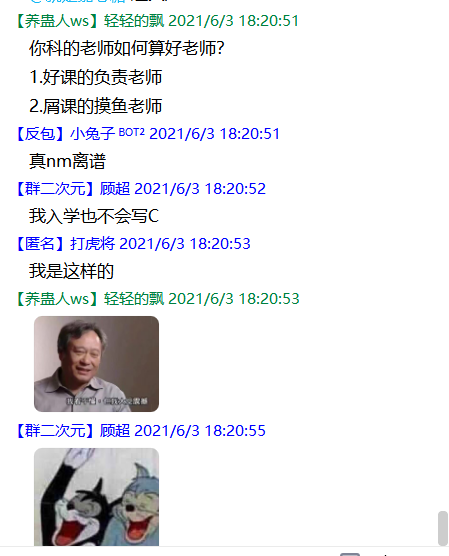 【养蛊人ws】轻轻的飘 2021/6/3 18:20:51
你科的老师如何算好老师?
1.好课的负责老师
2.屑课的摸鱼老师
【反包】小兔子 BOT2 2021/6/3 18:20:51
真nm离谱
【群二次元】顾超 2021/6/3 18:20:52
我入学也不会写C
【匿名】打虎将 2021/6/3 18:20:53
我是这样的
【养蛊人ws】轻轻的飘 2021/6/3 18:20:53
【群二次元】顾超 2021/6/3 18:20:55